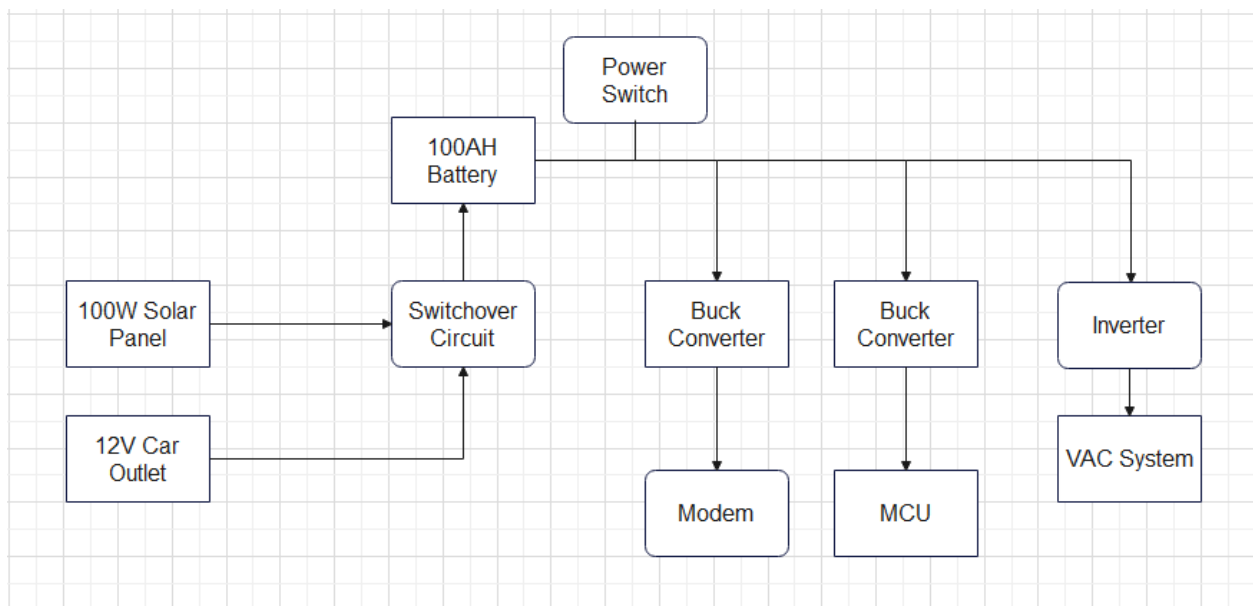 Power
Switch
100AH
Battery
100W Solar
Panel
Switchover
Circuit
Buck
Converter
Buck
Converter
Inverter
12V Car
Outlet
VAC System
Modem
MCU